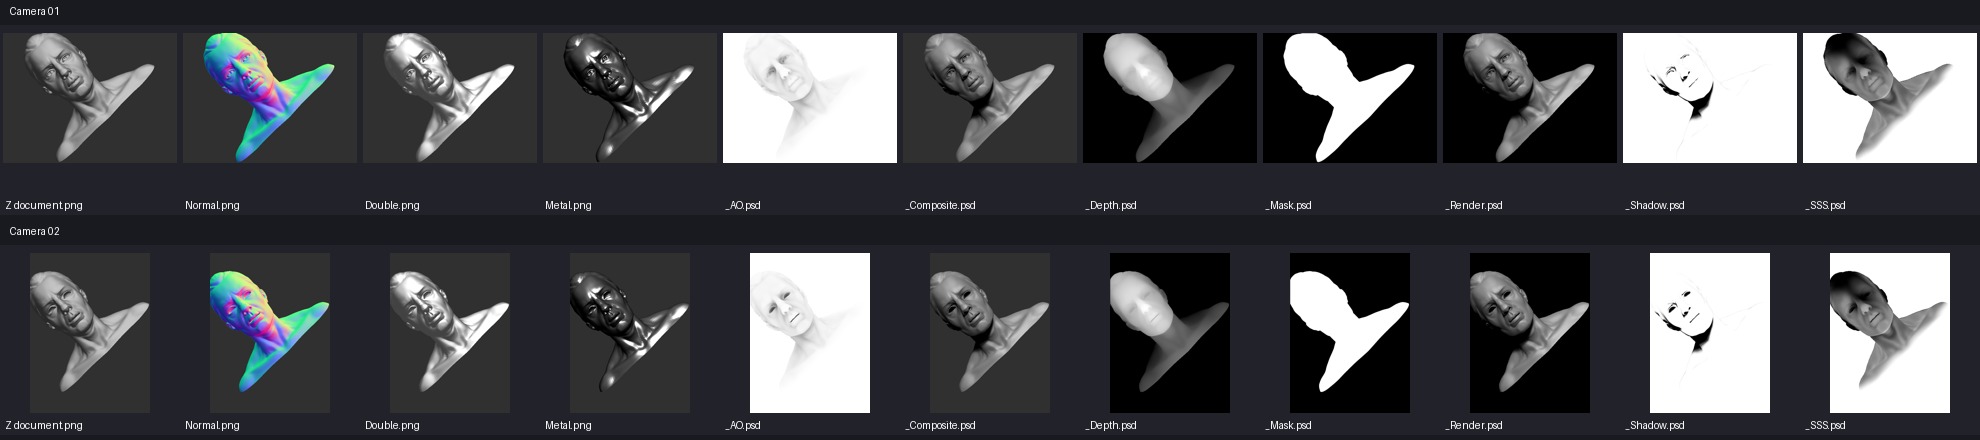 Camera 01
Z document.png Normal.png Double.png Metal.png _AO.psd _Composite.psd _Depth.psd _Mask.psd _Render.psd _Shadow.psd _SSS.psd
Camera 02
Z document.png Normal.png Double.png Metal.png _AO.psd _Composite.psd _Depth.psd _Mask.psd _Render.psd _Shadow.psd _SSS.psd